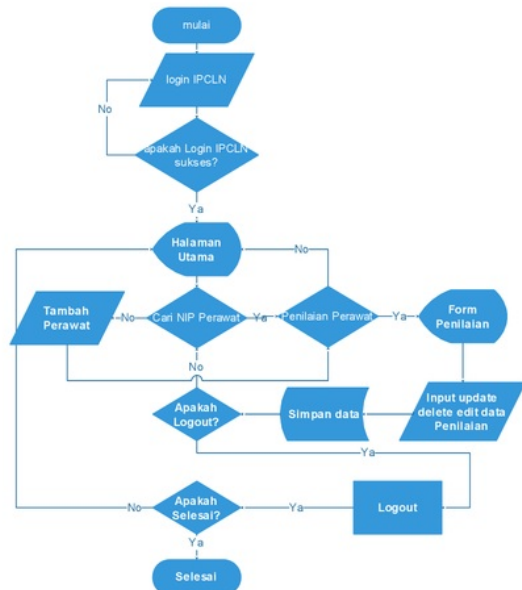 mulai
login IPCLN
No
apakah Login IPCLN
sukses?
Ya
Halaman
Utama
No
Tambah
Perawat
No
Cari NIP Perawat
Ya
Penilaian Perawat
Ya
Form
Penilaian
No
Apakah
Logout?
Simpan data
Input update
delete edit data
Penilaian
Ya
No
Apakah
Selesai?
Ya
Logout
Ya
Selesai